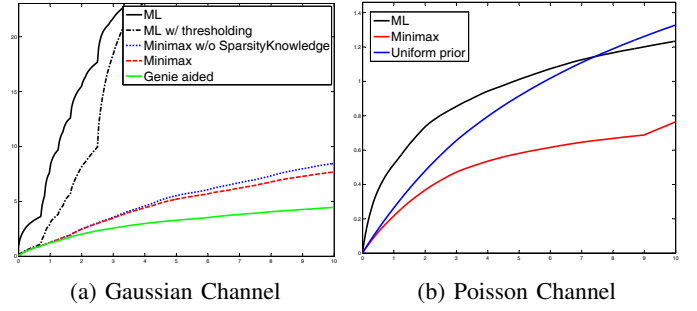 ML
ML w/ thresholding
Minimax w/o SparsityKnowledge
Minimax
Genie aided
20
15
10
5
0
0 1 2 3 4 5 6 7 8 9 10
(a) Gaussian Channel
ML
Minimax
Uniform prior
1.4
1.2
1
0.8
0.6
0.4
0.2
0
0 1 2 3 4 5 6 7 8 9 10
(b) Poisson Channel